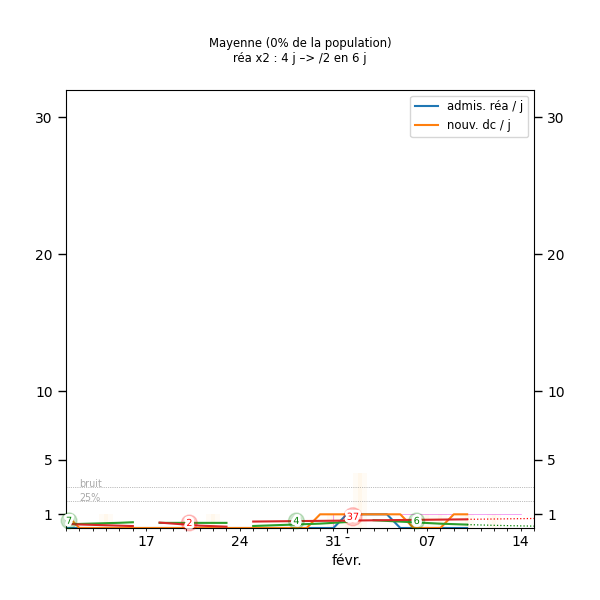 Mayenne (0% de la population)
réa x2 : 4 j –> /2 en 6 j
admis. réa / j
nouv. dc / j
30 30
20 20
10 10
5 5
bruit
25%
1 1
7 2 4 37 6
17 24 31 07 14
févr.